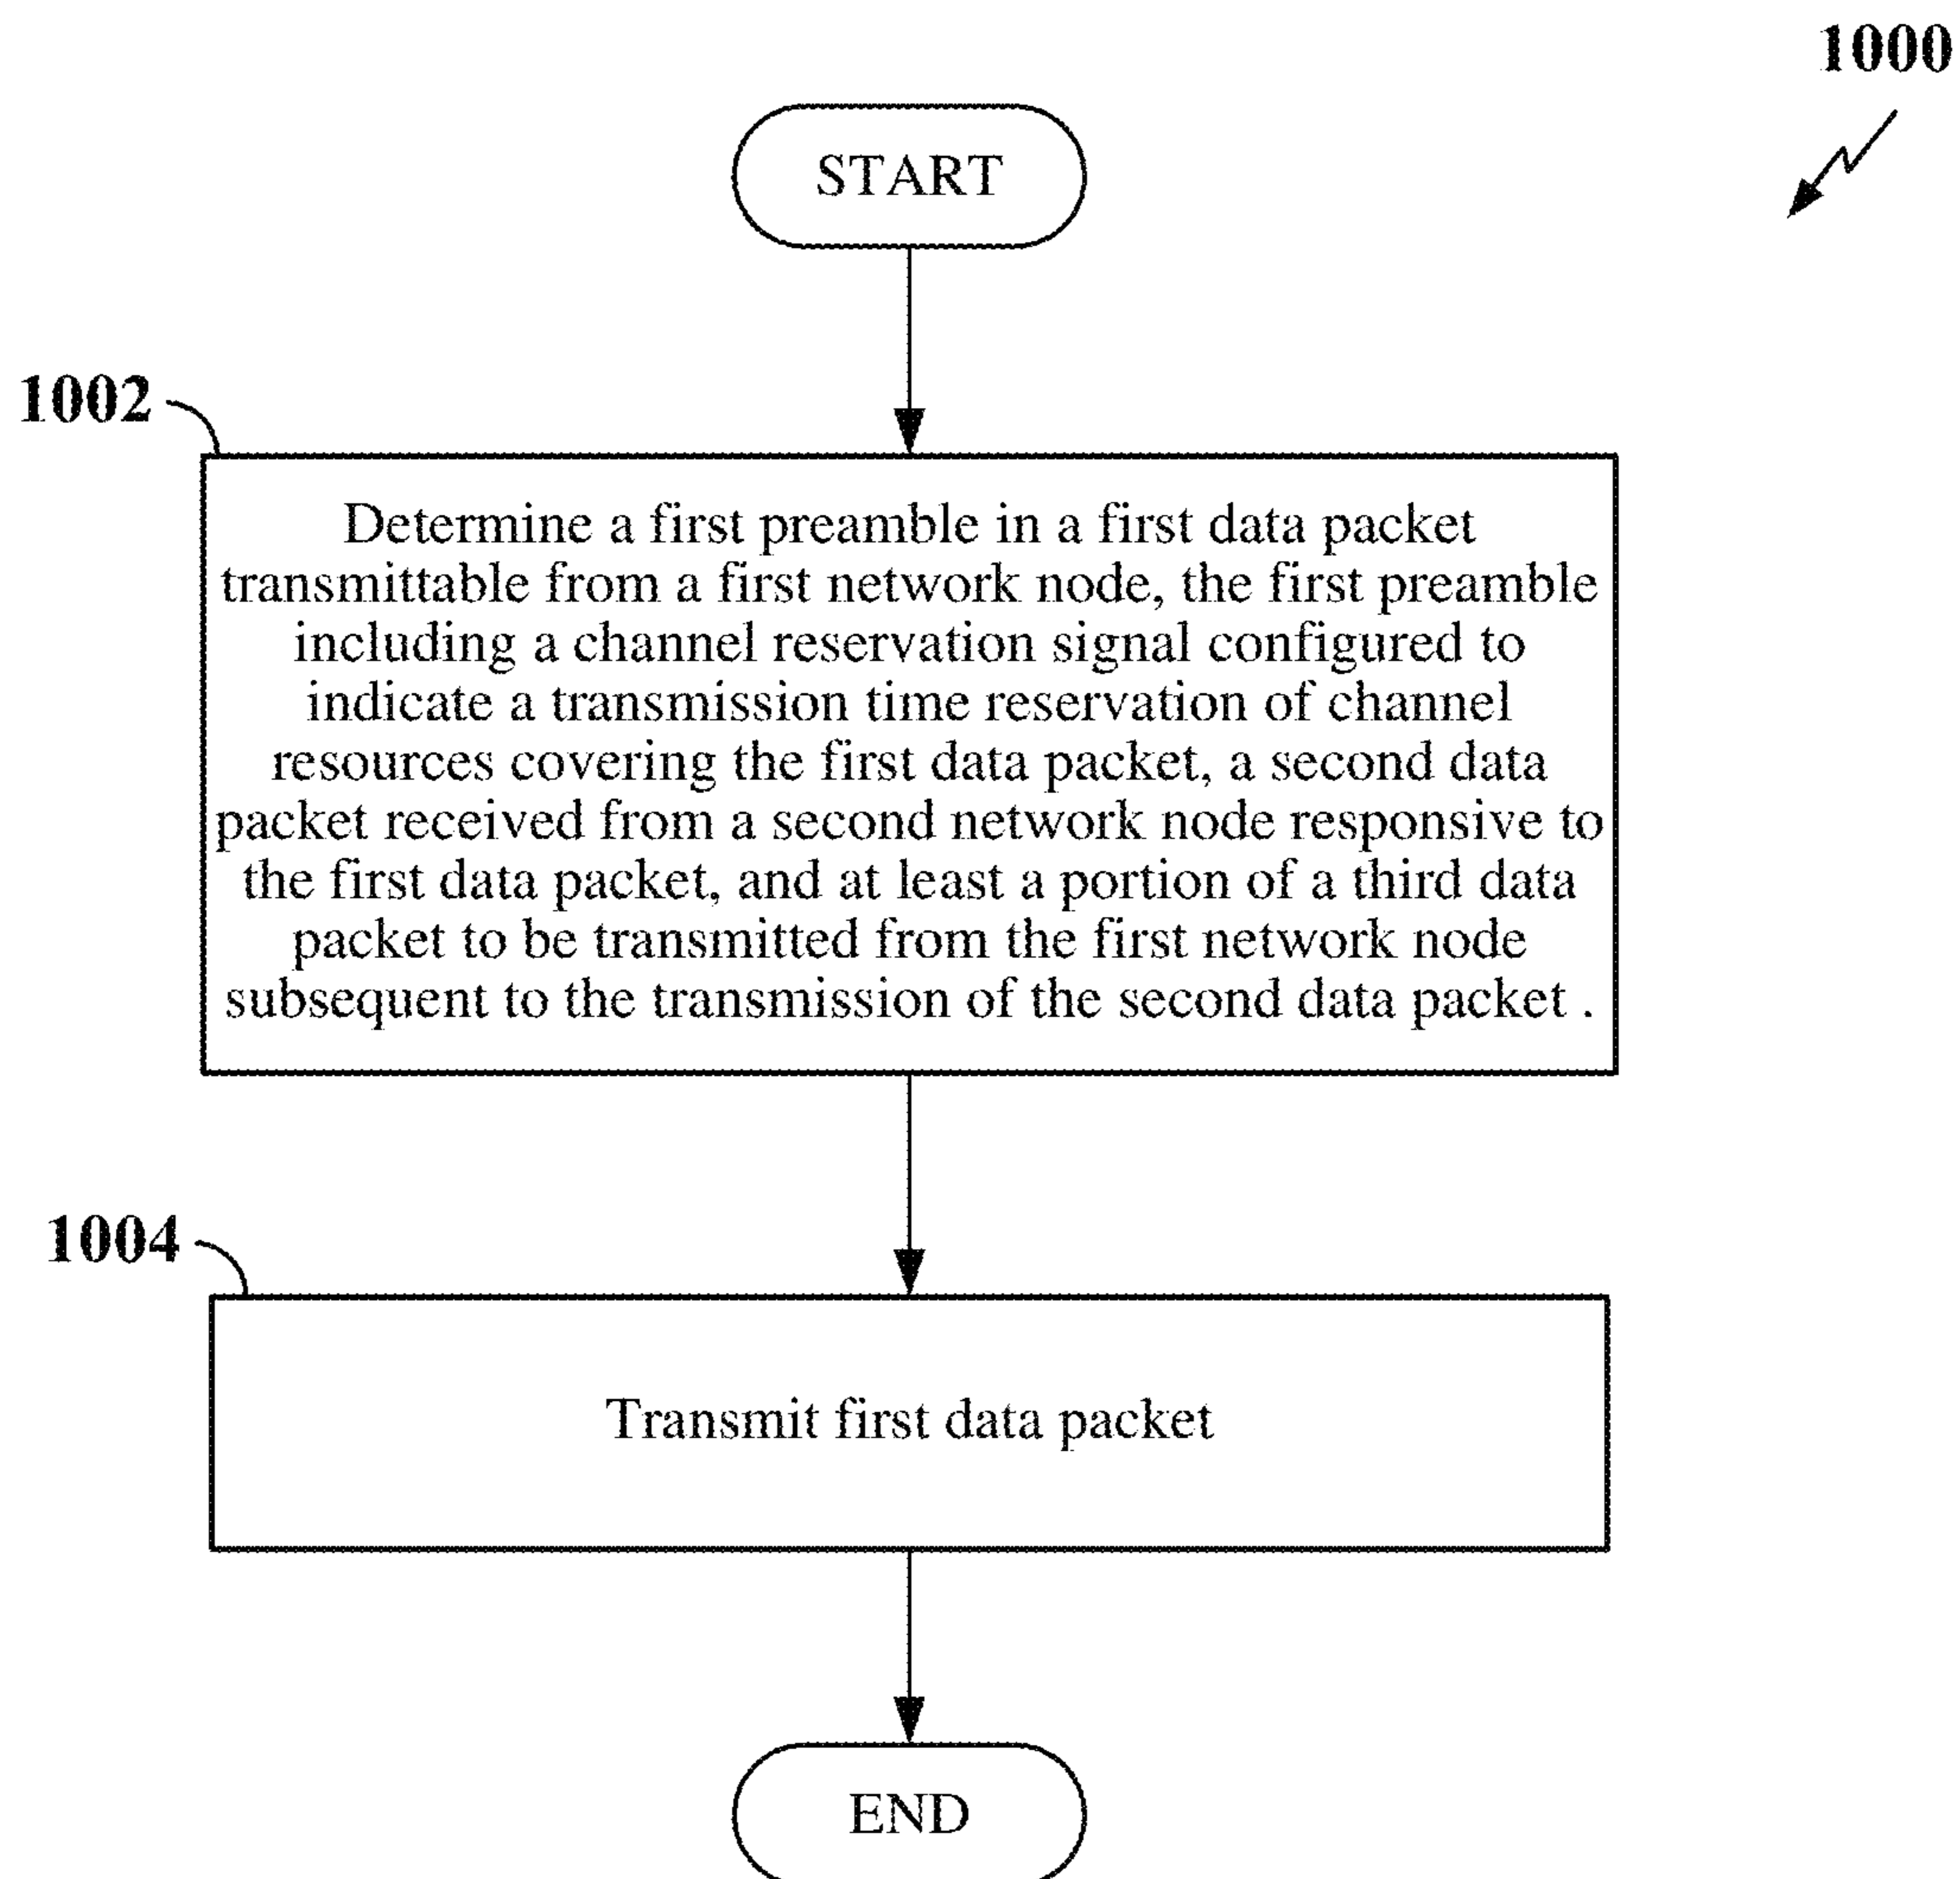 1000
START
1002
Determine a first preamble in a first data packet
transmittable from a first network node, the first preamble
including a channel reservation signal configured to
indicate a transmission time reservation of channel
resources covering the first data packet, a second data
packet received from a second network node responsive to
the first data packet, and at least a portion of a third data
packet to be transmitted from the first network node
subsequent to the transmission of the second data packet .
1004
Transmit first data packet
END